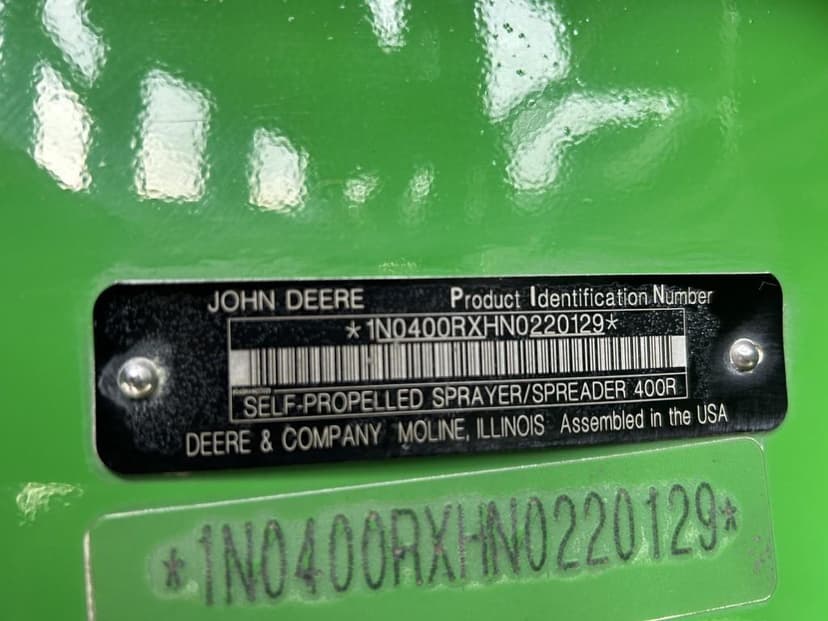 JOHN DEERE Product Identification Number
*1N0400RXHN0220129*
SELF-PROPELLED SPRAYER/SPREADER 400R
DEERE & COMPANY MOLINE, ILLINOIS Assembled in the USA
*1N0400RXHN0220129*